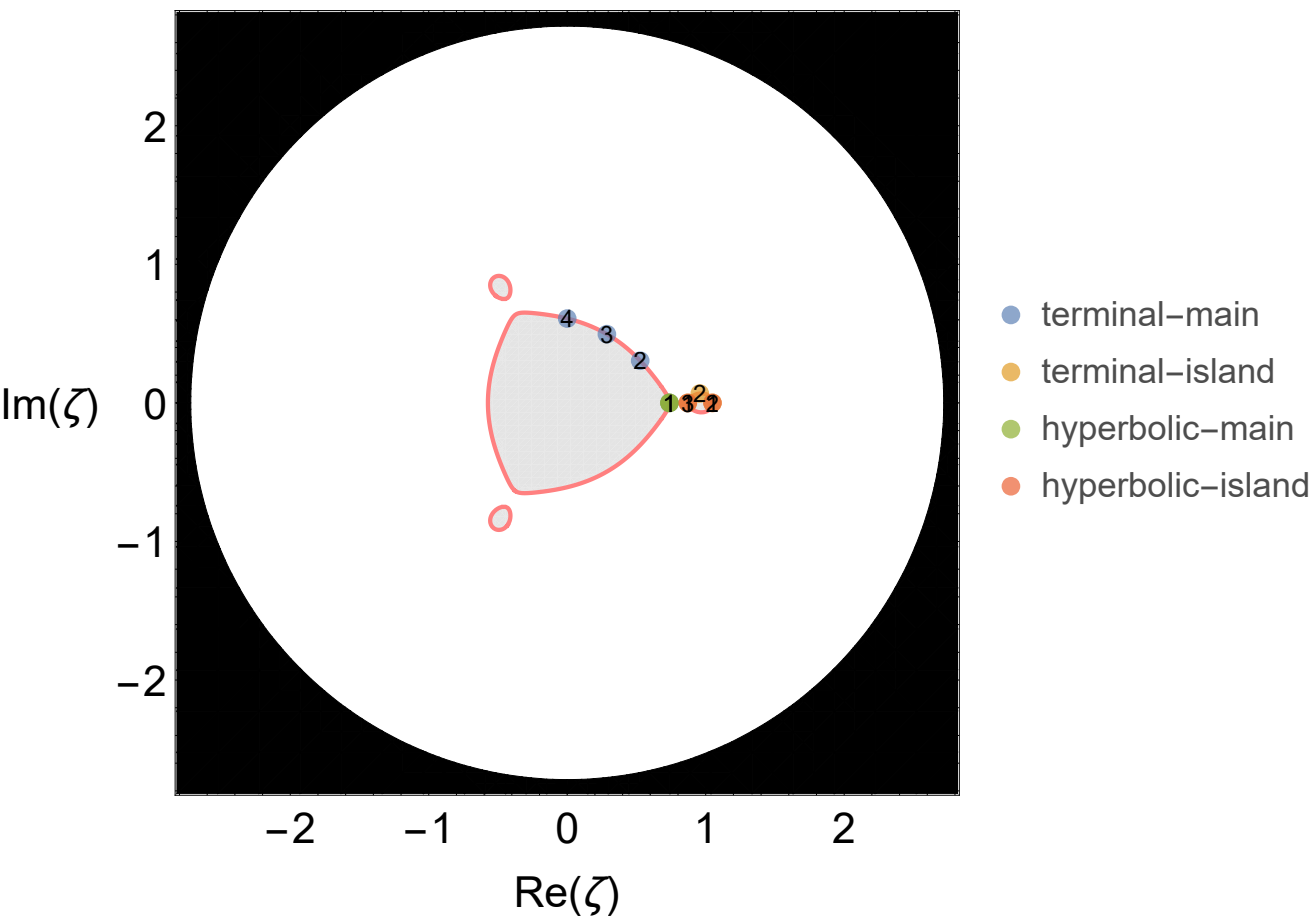 2
1
0
−1
−2
Im(ζ)
4
3
2
1
2
−2
−1
0
1
2
Re(ζ)
terminal−main
terminal−island
hyperbolic−main
hyperbolic−island